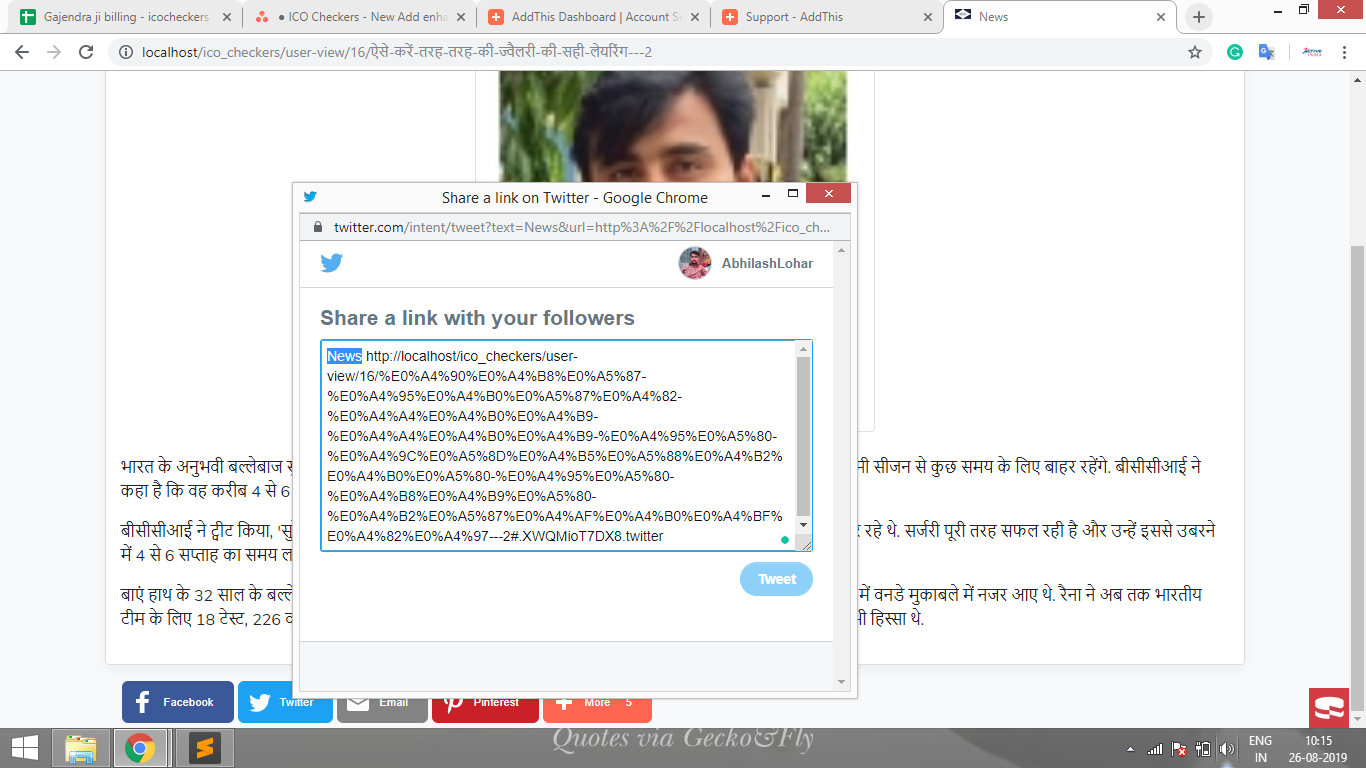 Gajendra ji billing - icocheckers
● ICO Checkers - New Add enha
AddThis Dashboard | Account Se
Support - AddThis
News
localhost/ico_checkers/user-view/16/ऐसे-करें-तरह-तरह-की-ज्वैलरी-की-सही-लेयरिंग---2
Share a link on Twitter - Google Chrome
twitter.com/intent/tweet?text=News&url=http%3A%2F%2Flocalhost%2Fico_ch...
AbhilashLohar
Share a link with your followers
News http://localhost/ico_checkers/user-
view/16/%E0%A4%90%E0%A4%B8%E0%A5%87-
%E0%A4%95%E0%A4%B0%E0%A5%87%E0%A4%82-
%E0%A4%A4%E0%A4%B0%E0%A4%B9-
%E0%A4%A4%E0%A4%B0%E0%A4%B9-%E0%A4%95%E0%A5%80-
%E0%A4%9C%E0%A5%8D%E0%A4%B5%E0%A5%88%E0%A4%B2%
E0%A4%B0%E0%A5%80-%E0%A4%95%E0%A5%80-
%E0%A4%B8%E0%A4%B9%E0%A5%80-
%E0%A4%B2%E0%A5%87%E0%A4%AF%E0%A4%B0%E0%A4%BF%
E0%A4%82%E0%A4%97---2#.XWQMioT7DX8.twitter
Tweet
भारत के अनुभवी बल्लेबाज सीजन से कुछ समय के लिए बाहर रहेंगे. बीसीसीआई ने
कहा है कि वह करीब 4 से 6
बीसीसीआई ने ट्वीट किया, रहे थे. सर्जरी पूरी तरह सफल रही है और उन्हें इससे उबरने
में 4 से 6 सप्ताह का समय
बाएं हाथ के 32 साल के में वनडे मुकाबले में नजर आए थे. रैना ने अब तक भारतीय
टीम के लिए 18 टेस्ट, 226 हिस्सा थे.
Facebook
Twitter
Email
Pinterest
More 5
Quotes via Gecko&Fly
ENG
IN
10:15
26-08-2019